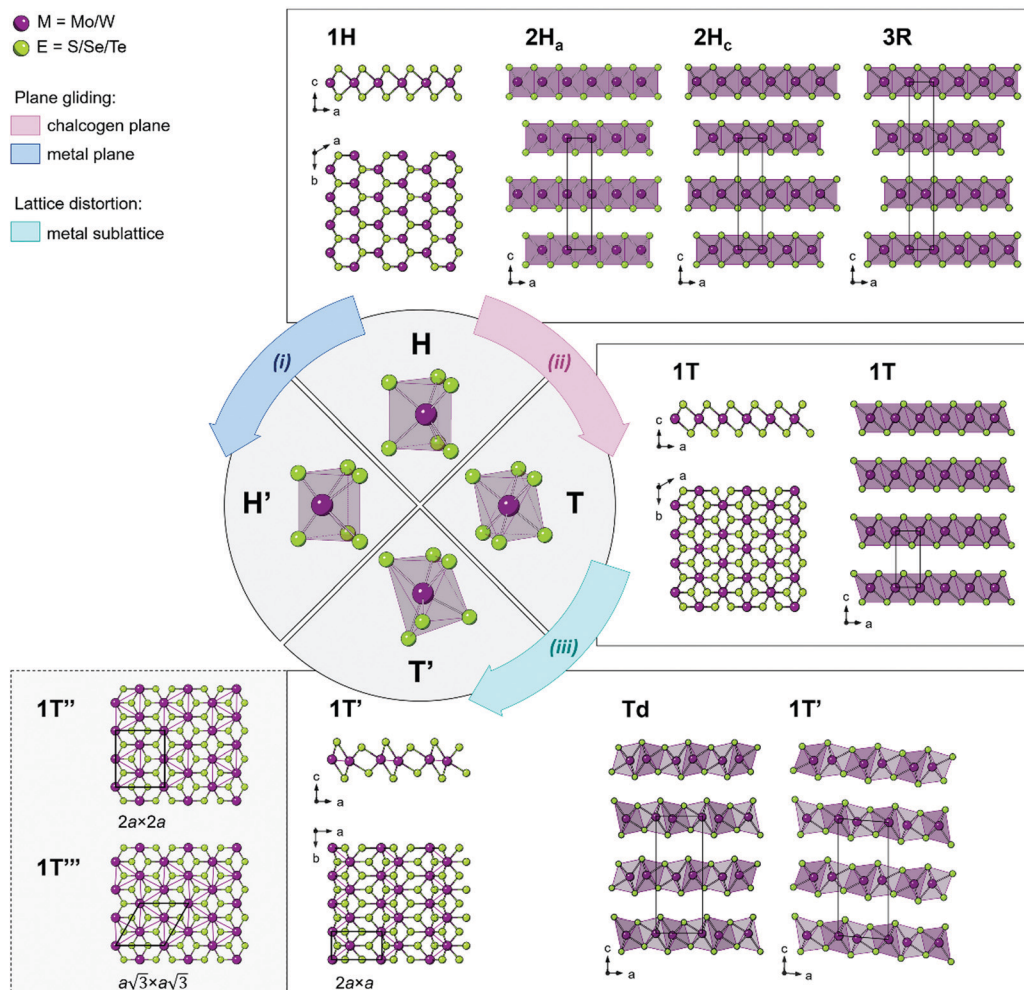 M = Mo/W
E = S/Se/Te
Plane gliding:
chalcogen plane
metal plane
Lattice distortion:
metal sublattice
1H
2Hₐ
2H꜀
3R
c
a
a
b
c
a
c
a
c
a
(i)
H
(ii)
H’
T
T’
(iii)
1T
1T
c
a
a
b
c
a
1T’’
2a×2a
1T’’’
a√3×a√3
1T’
c
a
a
b
2a×a
Td
1T’
c
a
c
a